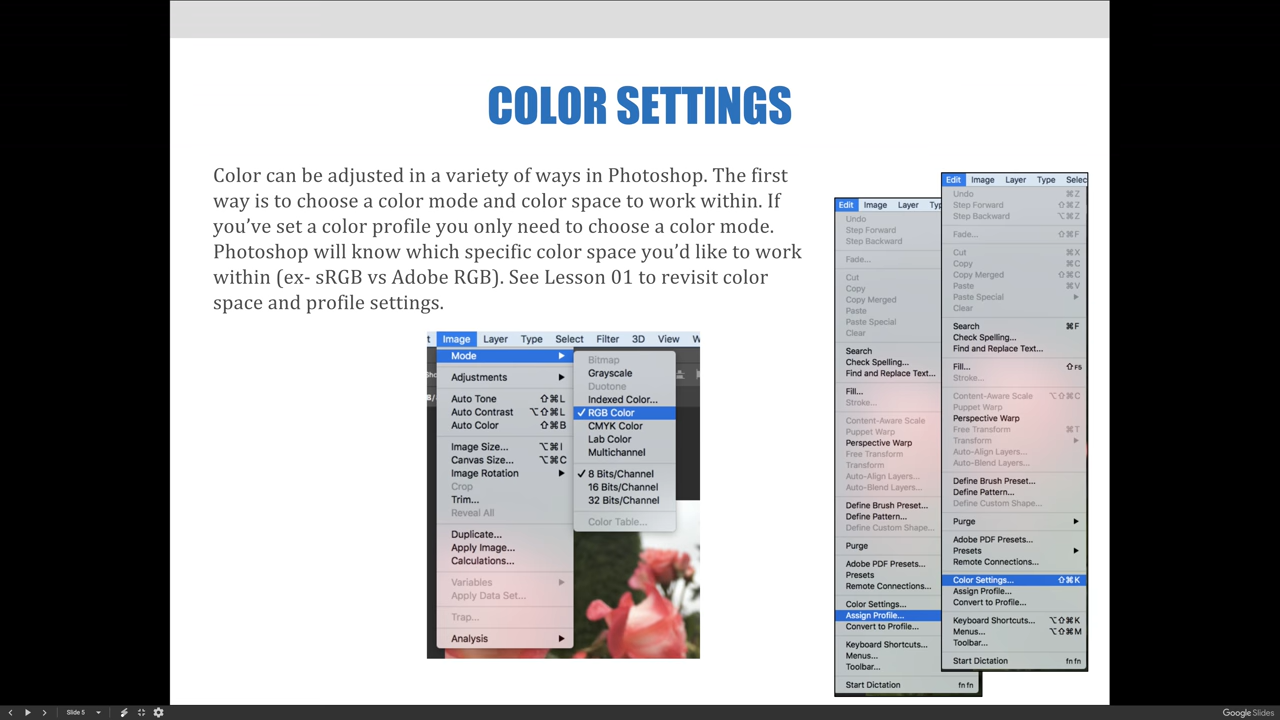 COLOR SETTINGS
Color can be adjusted in a variety of ways in Photoshop. The first
way is to choose a color mode and color space to work within. If
you've set a color profile you only need to choose a color mode.
Photoshop will know which specific color space you'd like to work
within (ex- sRGB vs Adobe RGB). See Lesson 01 to revisit color
space and profile settings.
Image Layer Type Select Filter 3D View
Mode
Adjustments
Auto Tone ⇧⌘L
Auto Contrast ⌥⇧⌘L
Auto Color ⇧⌘B
Image Size... ⌥⌘I
Canvas Size... ⌥⌘C
Image Rotation
Crop
Trim...
Reveal All
Duplicate...
Apply Image...
Calculations...
Variables
Apply Data Set...
Trap...
Analysis
Bitmap
Grayscale
Duotone
Indexed Color...
✓ RGB Color
CMYK Color
Lab Color
Multichannel
✓ 8 Bits/Channel
16 Bits/Channel
32 Bits/Channel
Color Table...
Edit Image Layer Ty
Undo
Step Forward
Step Backward
Fade...
Cut
Copy
Copy Merged
Paste
Paste Special
Clear
Search
Check Spelling...
Find and Replace Text...
Fill...
Stroke...
Content-Aware Scale
Puppet Warp
Perspective Warp
Free Transform
Transform
Auto-Align Layers...
Auto-Blend Layers...
Define Brush Preset...
Define Pattern...
Define Custom Shape...
Purge
Adobe PDF Presets...
Presets
Remote Connections...
Color Settings...
Assign Profile...
Convert to Profile...
Keyboard Shortcuts...
Menus...
Toolbar...
Start Dictation fn fn
Edit Image Layer Type Selec
Undo ⌘Z
Step Forward ⇧⌘Z
Step Backward ⌥⌘Z
Fade... ⇧⌘F
Cut ⌘X
Copy ⌘C
Copy Merged ⇧⌘C
Paste ⌘V
Paste Special
Clear
Search ⌘F
Check Spelling...
Find and Replace Text...
Fill... ⇧F5
Stroke...
Content-Aware Scale ⌥⇧⌘C
Puppet Warp
Perspective Warp
Free Transform ⌘T
Transform
Auto-Align Layers...
Auto-Blend Layers...
Define Brush Preset...
Define Pattern...
Define Custom Shape...
Purge
Adobe PDF Presets...
Presets
Remote Connections...
Color Settings... ⇧⌘K
Assign Profile...
Convert to Profile...
Keyboard Shortcuts... ⌥⇧⌘K
Menus... ⌥⇧⌘M
Toolbar...
Start Dictation fn fn
Slide 5
Google Slides